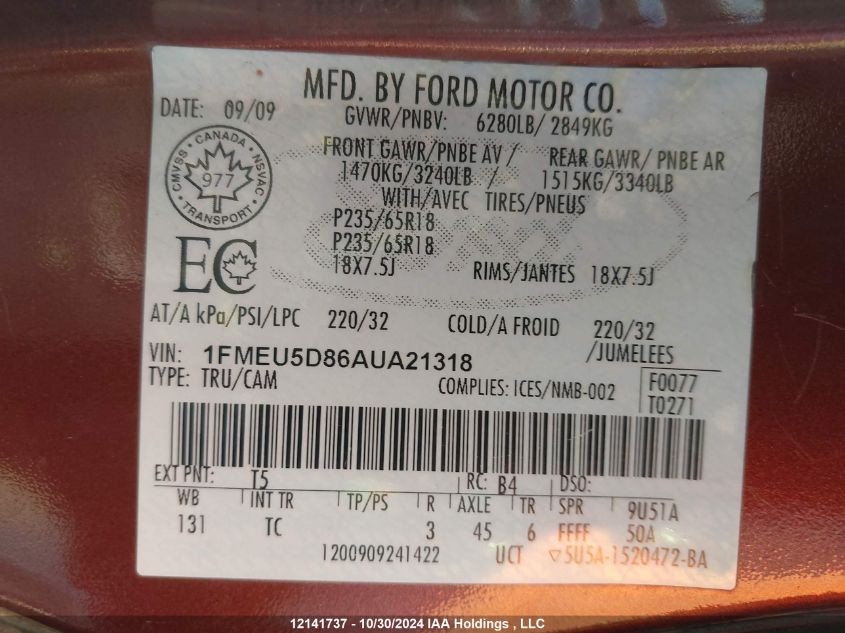 MFD. BY FORD MOTOR CO.
DATE: 09/09
GVWR/PNBV: 6280LB/ 2849KG
CANADA
CMVSS
NSVAC
977
TRANSPORT
FRONT GAWR/PNBE AV / REAR GAWR/ PNBE AR
1470KG/3240LB / 1515KG/3340LB
WITH/AVEC TIRES/PNEUS
P235/65R18
P235/65R18
18X7.5J RIMS/JANTES 18X7.5J
EC
AT/A kPa/PSI/LPC 220/32 COLD/A FROID 220/32
/JUMELEES
VIN: 1FMEU5D86AUA21318
TYPE: TRU/CAM COMPLIES: ICES/NMB-002
F0077
T0271
EXT PNT: T5 RC: B4 DSO:
WB INT TR TP/PS R AXLE TR SPR 9U51A
131 TC 3 45 6 FFFF 50A
1200909241422 UCT ▽5U5A-1520472-BA
12141737 - 10/30/2024 IAA Holdings , LLC